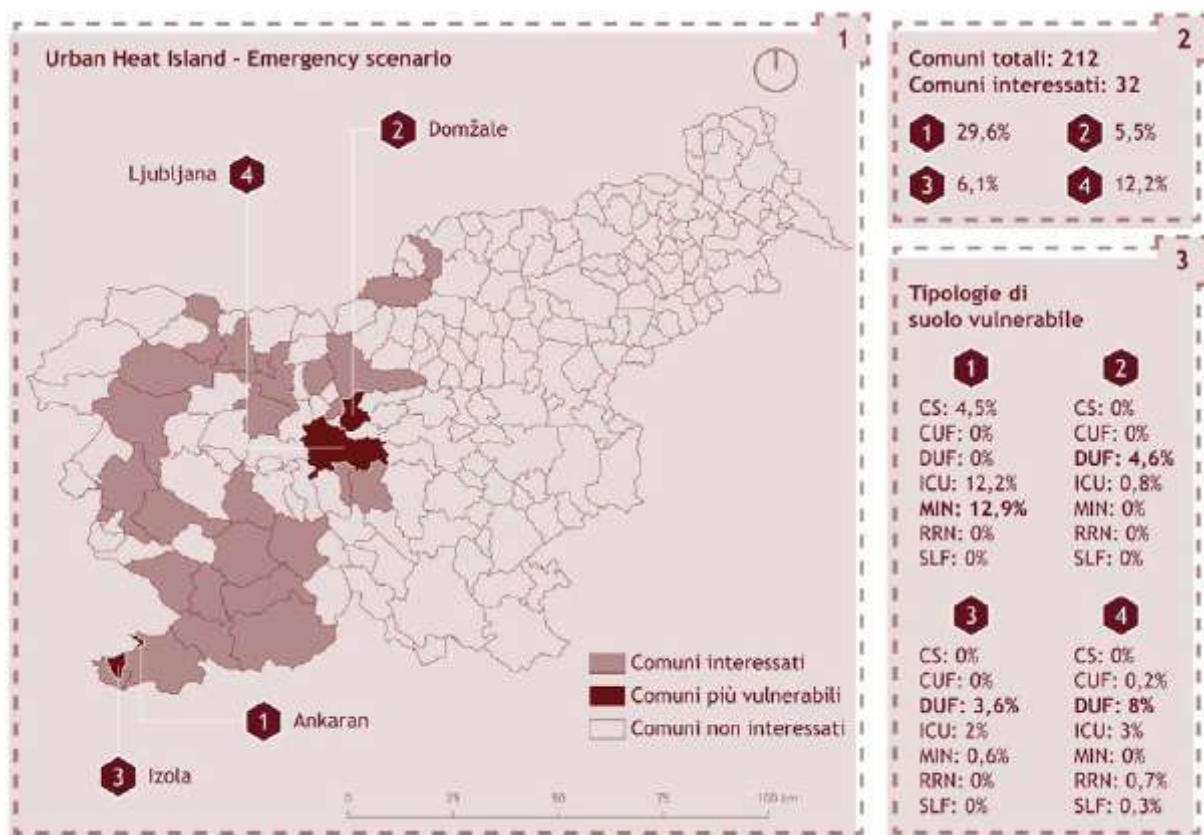 1
Urban Heat Island - Emergency scenario
2 Domžale
Ljubljana 4
Comuni interessati
Comuni più vulnerabili
Comuni non interessati
1 Ankaran
3 Izola
0 25 50 75 100 km
2
Comuni totali: 212
Comuni interessati: 32
1 29,6% 2 5,5%
3 6,1% 4 12,2%
3
Tipologie di
suolo vulnerabile
1 2
CS: 4,5% CS: 0%
CUF: 0% CUF: 0%
DUF: 0% DUF: 4,6%
ICU: 12,2% ICU: 0,8%
MIN: 12,9% MIN: 0%
RRN: 0% RRN: 0%
SLF: 0% SLF: 0%
3 4
CS: 0% CS: 0%
CUF: 0% CUF: 0,2%
DUF: 3,6% DUF: 8%
ICU: 2% ICU: 3%
MIN: 0,6% MIN: 0%
RRN: 0% RRN: 0,7%
SLF: 0% SLF: 0,3%